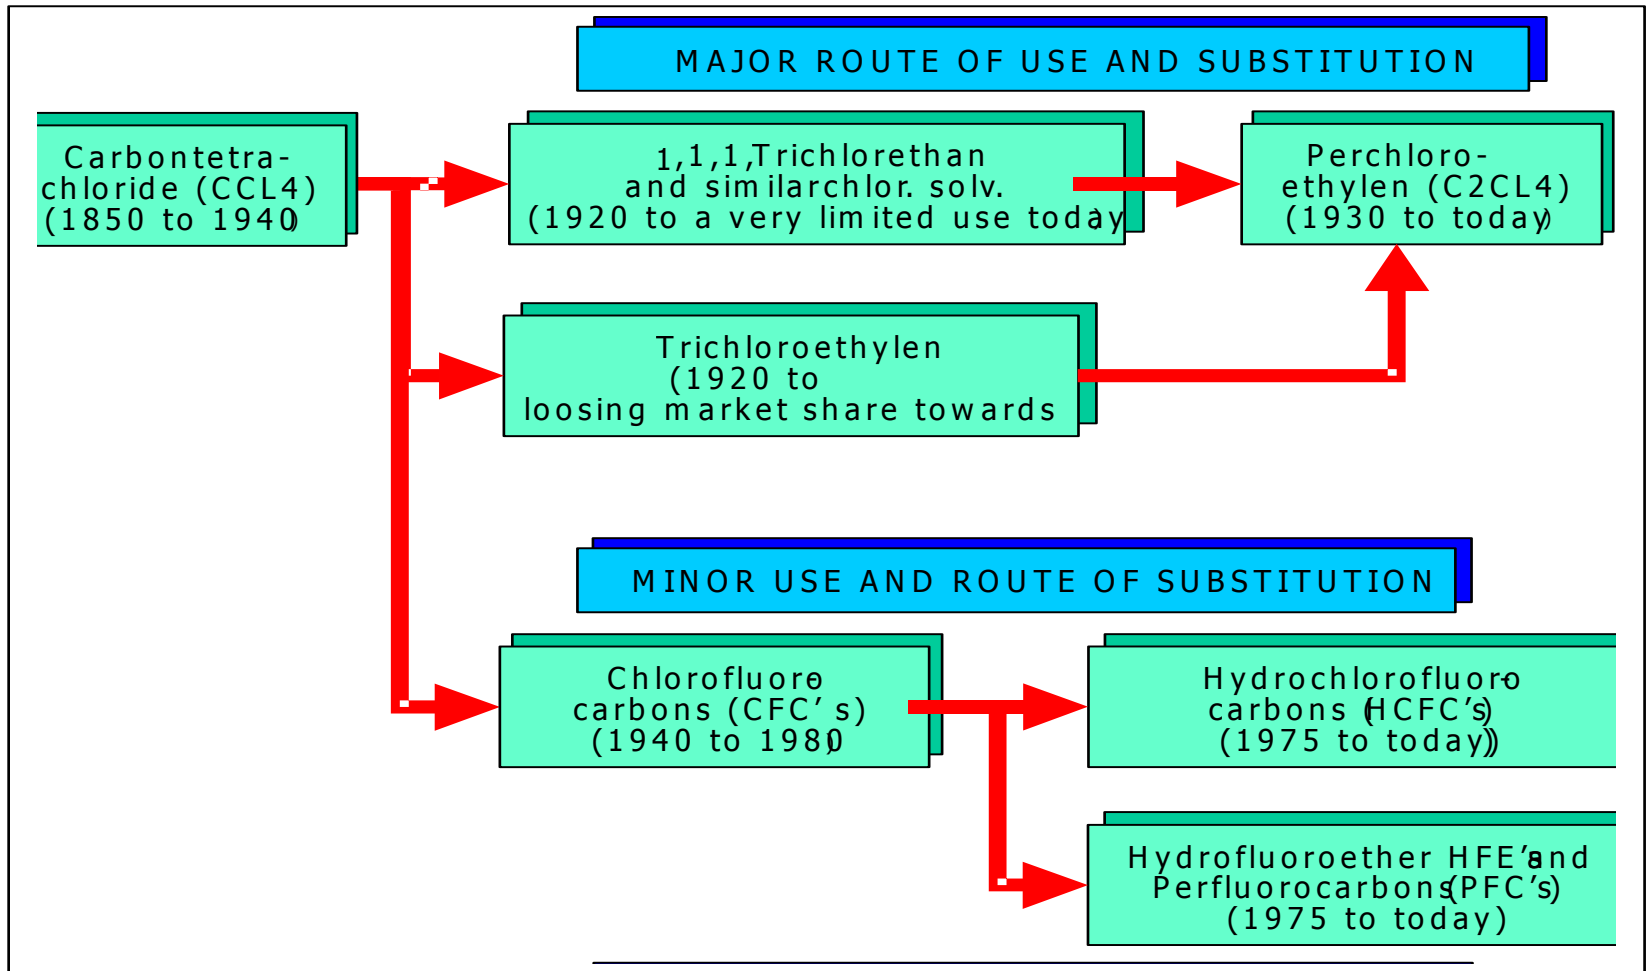 MAJOR ROUTE OF USE AND SUBSTITUTION
Carbontetra-
chloride (CCL4)
(1850 to 1940)
1,1,1,Trichlorethan
and similarchlor. solv.
(1920 to a very limited use today)
Perchloro-
ethylen (C2CL4)
(1930 to today)
Trichloroethylen
(1920 to
loosing market share towards
MINOR USE AND ROUTE OF SUBSTITUTION
Chlorofluoro-
carbons (CFC's)
(1940 to 1980)
Hydrochlorofluoro-
carbons (HCFC's)
(1975 to today))
Hydrofluoroether HFE's and
Perfluorocarbons (PFC's)
(1975 to today)